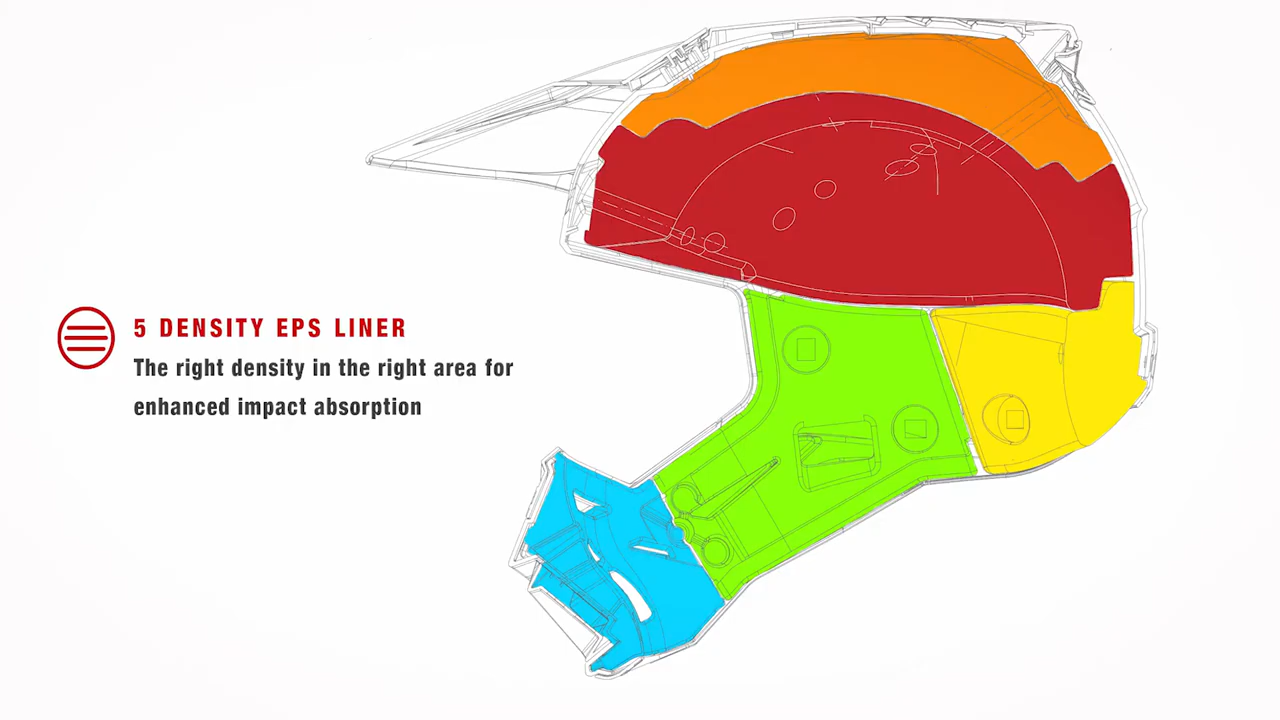 5 DENSITY EPS LINER
The right density in the right area for
enhanced impact absorption